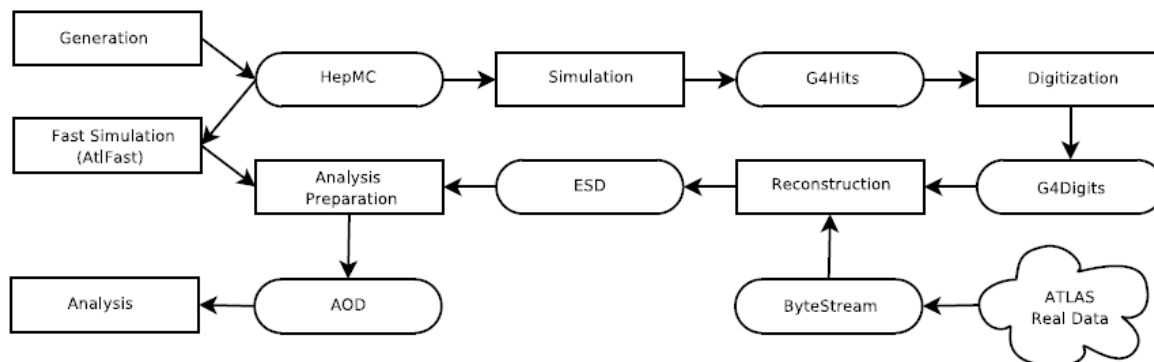 Generation
HepMC
Simulation
G4Hits
Digitization
Fast Simulation
(AtlFast)
Analysis
Preparation
ESD
Reconstruction
G4Digits
Analysis
AOD
ByteStream
ATLAS
Real Data